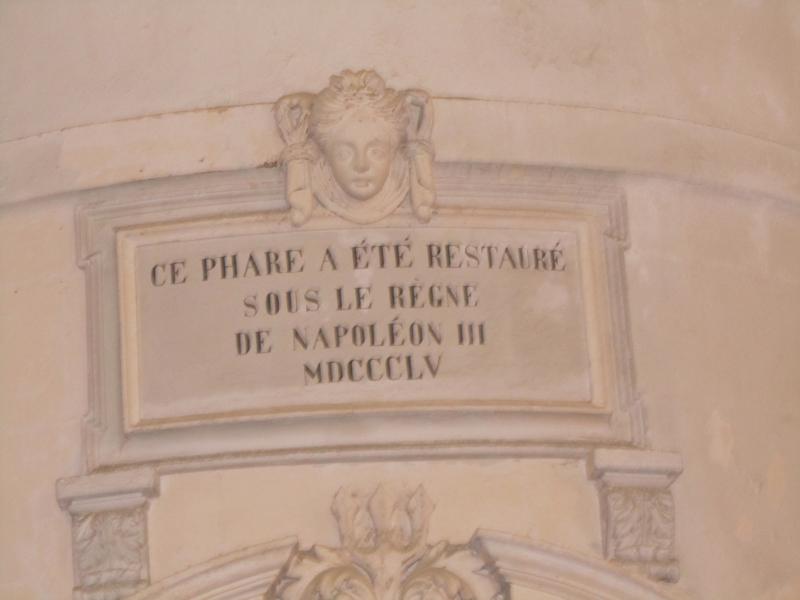 CE PHARE A ÉTÉ RESTAURÉ
SOUS LE RÈGNE
DE NAPOLÉON III
MDCCCLV